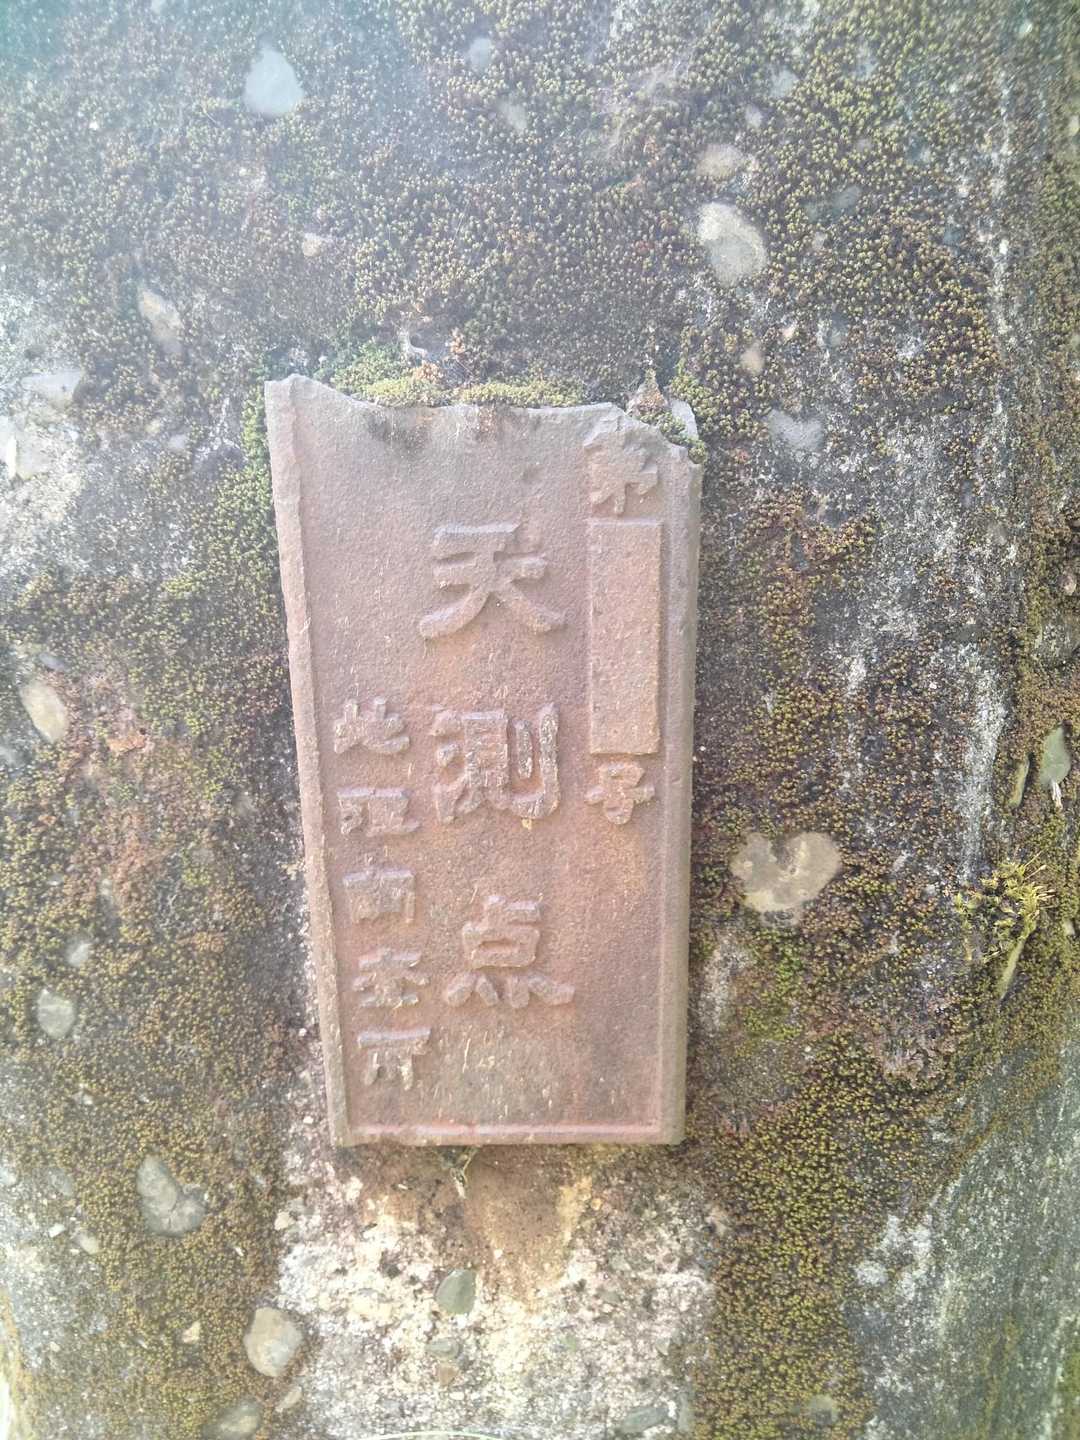 第 号
天測点
地理調査所